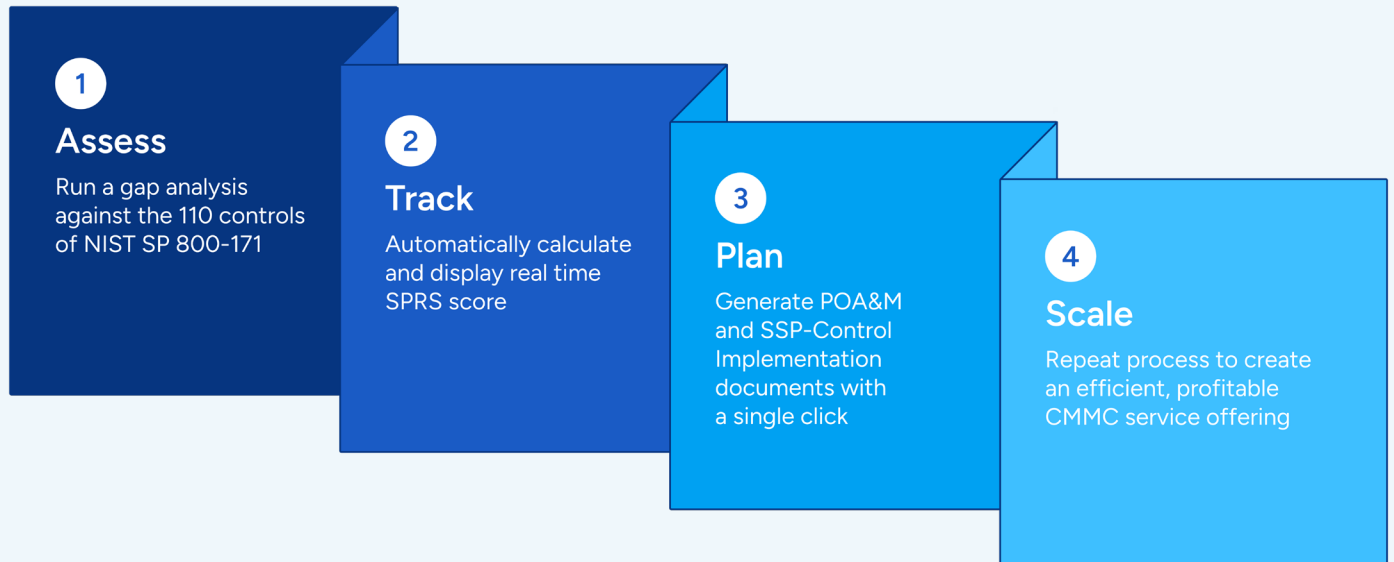 1
Assess
Run a gap analysis
against the 110 controls
of NIST SP 800-171
2
Track
Automatically calculate
and display real time
SPRS score
3
Plan
Generate POA&M
and SSP-Control
Implementation
documents with
a single click
4
Scale
Repeat process to create
an efficient, profitable
CMMC service offering